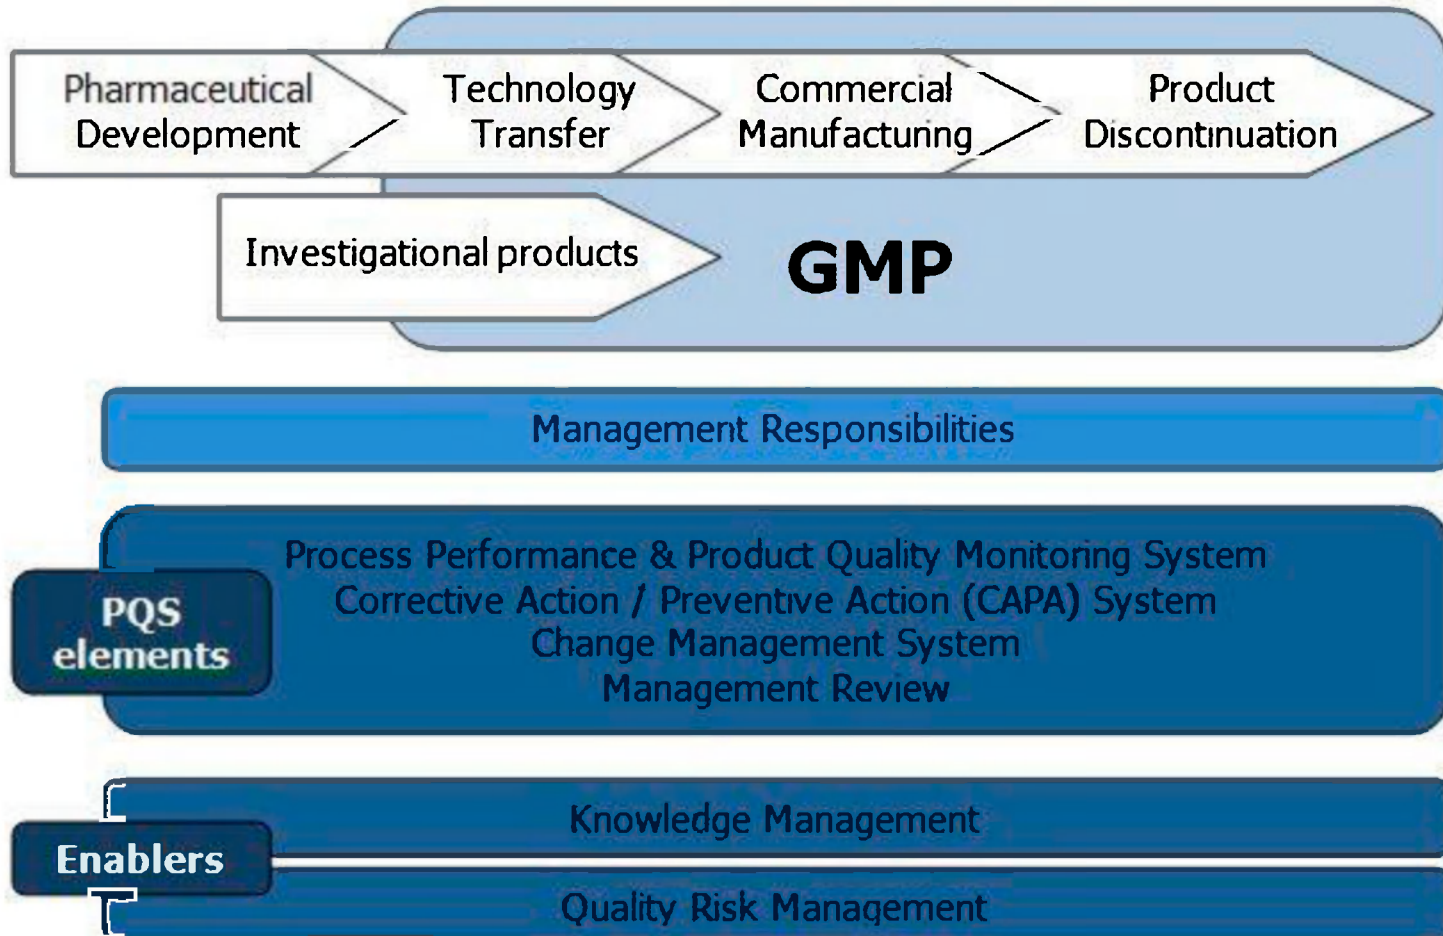 Pharmaceutical
Development
Technology
Transfer
Commercial
Manufacturing
Product
Discontinuation
Investigational products
GMP
Management Responsibilities
PQS
elements
Process Performance & Product Quality Monitoring System
Corrective Action / Preventive Action (CAPA) System
Change Management System
Management Review
Enablers
Knowledge Management
Quality Risk Management